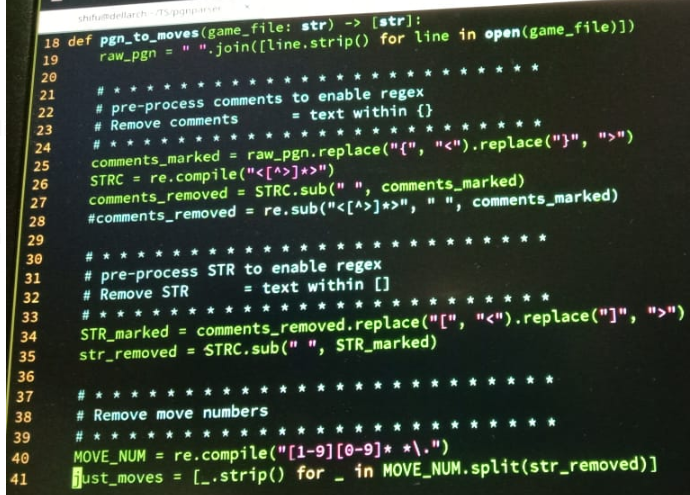 shifu@dellarch:~/TS/pgnparser
18 def pgn_to_moves(game_file: str) -> [str]:
19     raw_pgn = " ".join([line.strip() for line in open(game_file)])
20
21     # * * * * * * * * * * * * * * * * * * * * * * * * * * *
22     # pre-process comments to enable regex
23     # Remove comments      = text within {}
24     # * * * * * * * * * * * * * * * * * * * * * * * * * * *
25     comments_marked = raw_pgn.replace("{", "<").replace("}", ">")
26     STRC = re.compile("<[^>]*>")
27     comments_removed = STRC.sub(" ", comments_marked)
28     #comments_removed = re.sub("<[^>]*>", " ", comments_marked)
29
30     # * * * * * * * * * * * * * * * * * * * * * * * * * * *
31     # pre-process STR to enable regex
32     # Remove STR      = text within []
33     # * * * * * * * * * * * * * * * * * * * * * * * * * * *
34     STR_marked = comments_removed.replace("[", "<").replace("]", ">")
35     str_removed = STRC.sub(" ", STR_marked)
36
37     # * * * * * * * * * * * * * * * * * * * * * * * * * * *
38     # Remove move numbers
39     # * * * * * * * * * * * * * * * * * * * * * * * * * * *
40     MOVE_NUM = re.compile("[1-9][0-9]* *\.")
41     just_moves = [_.strip() for _ in MOVE_NUM.split(str_removed)]